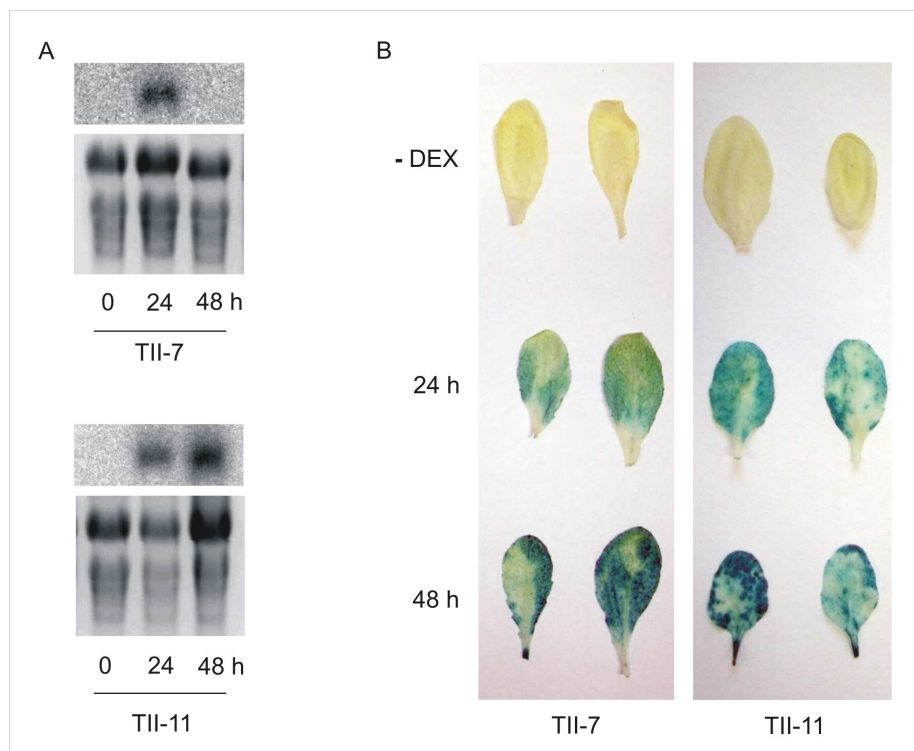 A
0 24 48 h
TII-7
0 24 48 h
TII-11
B
- DEX
24 h
48 h
TII-7 TII-11